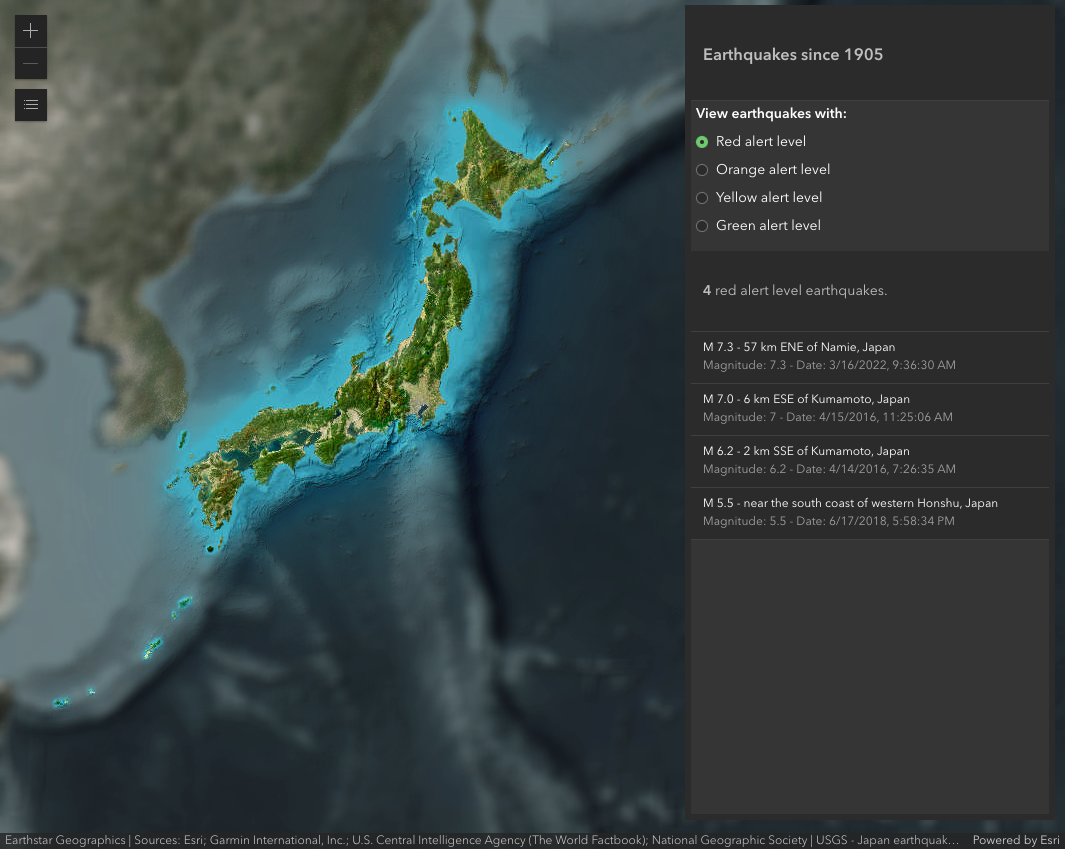 Earthquakes since 1905
View earthquakes with:
Red alert level
Orange alert level
Yellow alert level
Green alert level
4 red alert level earthquakes.
M 7.3 - 57 km ENE of Namie, Japan
Magnitude: 7.3 - Date: 3/16/2022, 9:36:30 AM
M 7.0 - 6 km ESE of Kumamoto, Japan
Magnitude: 7 - Date: 4/15/2016, 11:25:06 AM
M 6.2 - 2 km SSE of Kumamoto, Japan
Magnitude: 6.2 - Date: 4/14/2016, 7:26:35 AM
M 5.5 - near the south coast of western Honshu, Japan
Magnitude: 5.5 - Date: 6/17/2018, 5:58:34 PM
Earthstar Geographics | Sources: Esri; Garmin International, Inc.; U.S. Central Intelligence Agency (The World Factbook); National Geographic Society | USGS - Japan earthquak… Powered by Esri